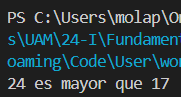 PS C:\Users\molap\On
s\UAM\24-I\Fundament
oaming\Code\User\wor
24 es mayor que 17